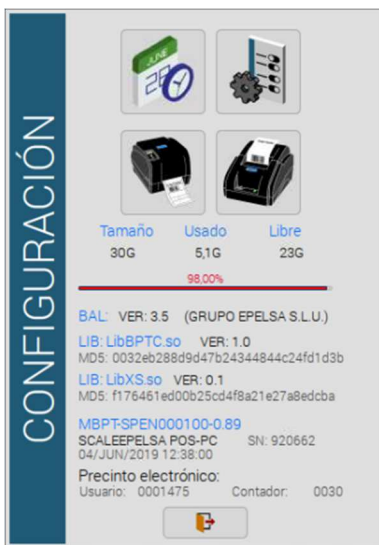 CONFIGURACIÓN
JUNE
28
Tamaño Usado Libre
30G 5,1G 23G
98,00%
BAL: VER: 3.5 (GRUPO EPELSA S.L.U.)
LIB: LibBPTC.so VER: 1.0
MD5: 0032eb288d9d47b24344844c24fd1d3b
LIB: LibXS.so VER: 0.1
MD5: f176461ed00b25cd4f8a21e27a8edcba
MBPT-SPEN000100-0.89
SCALEEPELSA POS-PC SN: 920662
04/JUN/2019 12:38:00
Precinto electrónico:
Usuario: 0001475 Contador: 0030